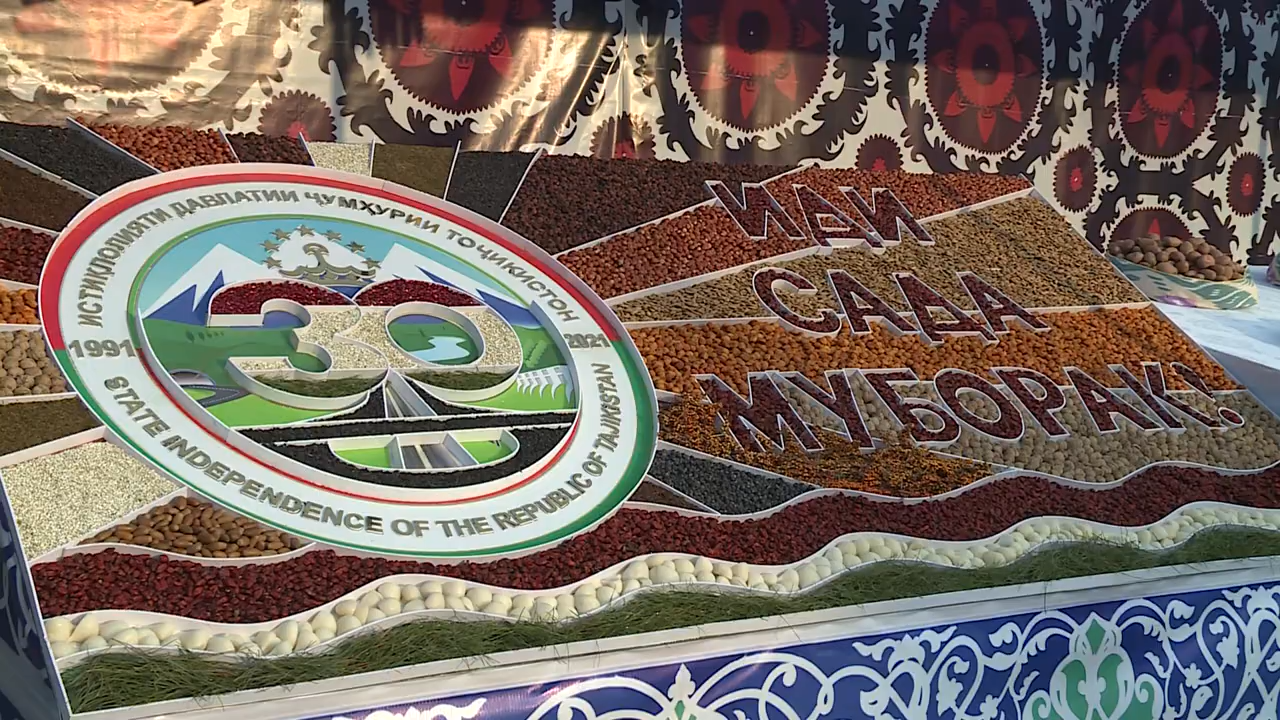 ИСТИҚЛОЛИЯТИ ДАВЛАТИИ ҶУМҲУРИИ ТОҶИКИСТОН
1991
30
2021
STATE INDEPENDENCE OF THE REPUBLIC OF TAJIKISTAN
ИДИ
САДА
МУБОРАК!